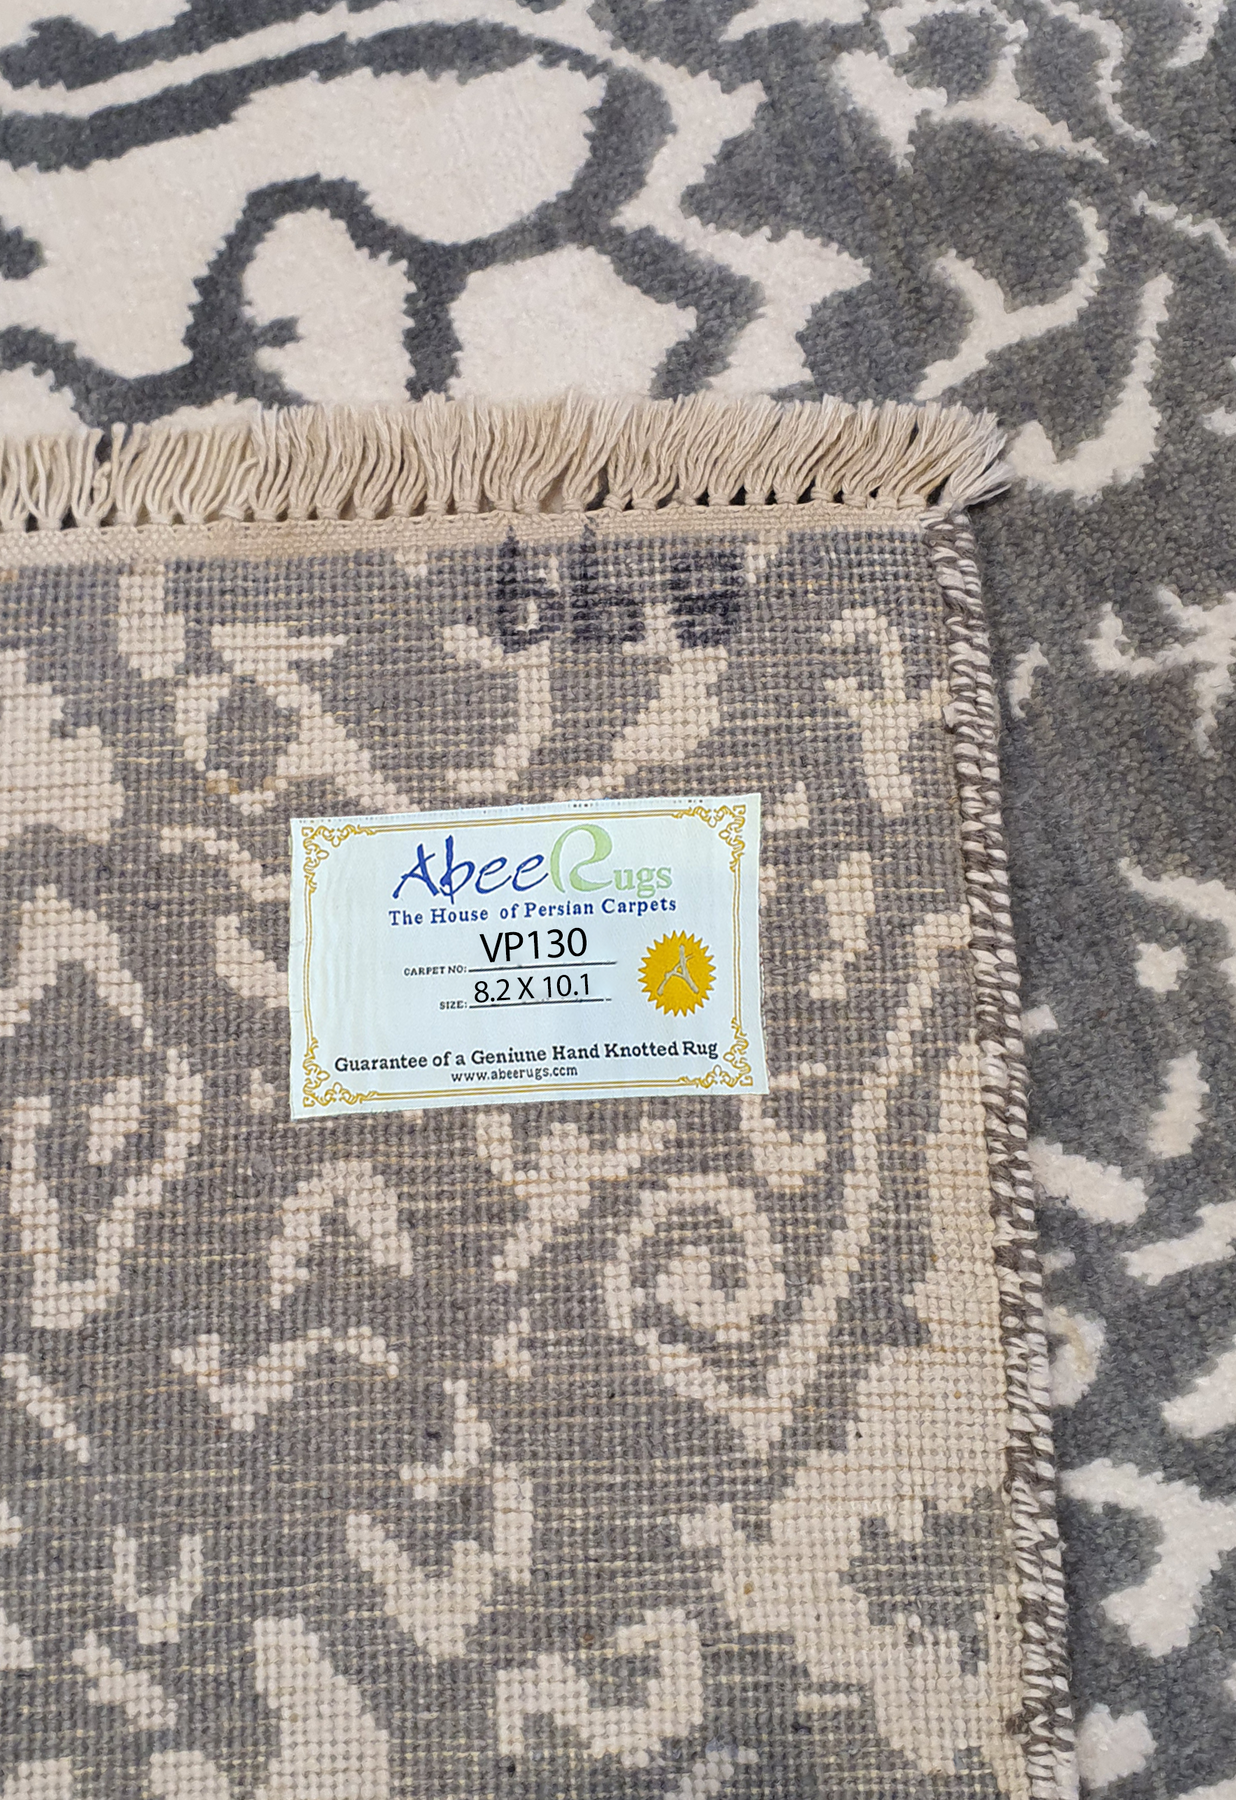 AbeeRugs
The House of Persian Carpets
CARPET NO: VP130
SIZE: 8.2 X 10.1
Guarantee of a Geniune Hand Knotted Rug
www.abeerugs.com